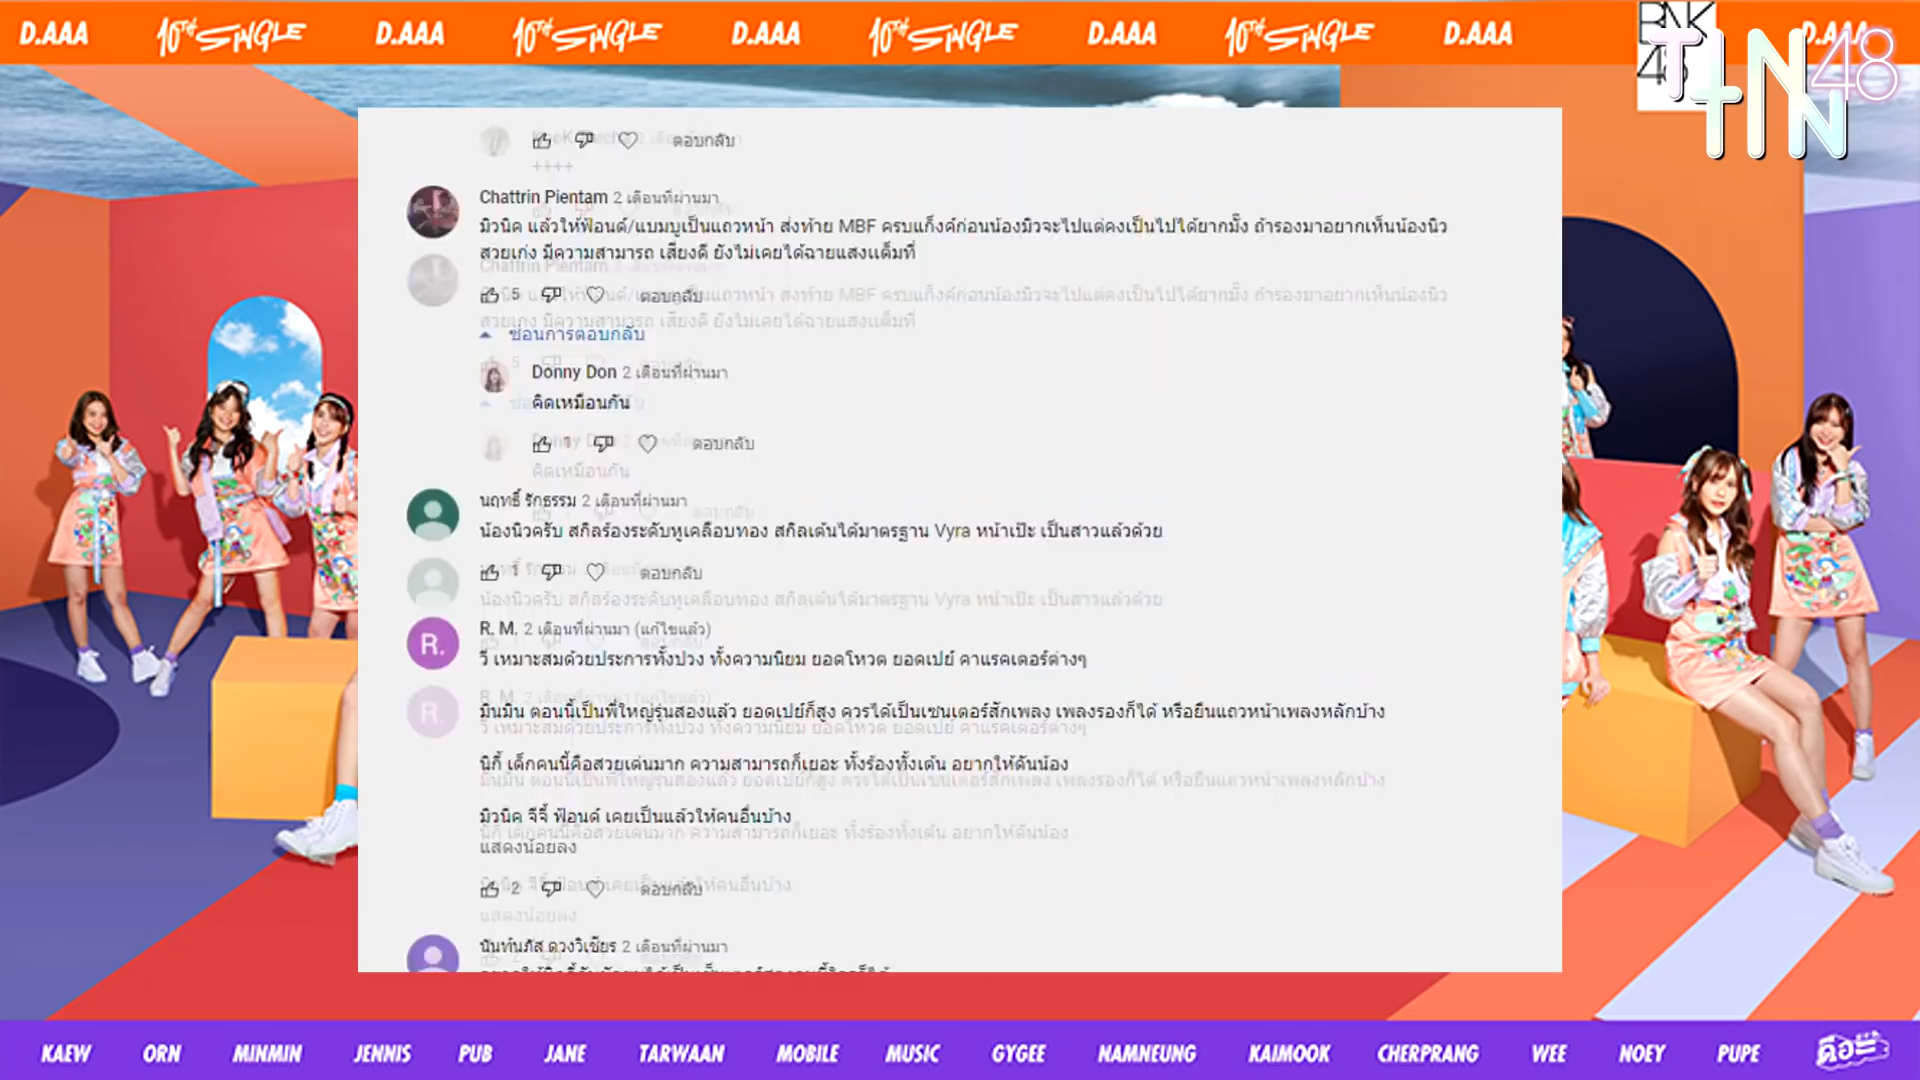 D.AAA 10TH SINGLE D.AAA 10TH SINGLE D.AAA 10TH SINGLE D.AAA 10TH SINGLE D.AAA D.AAA
BNK
48
TIN48
TIN
ตอบกลับ
++++
Chattrin Pientam 2 เดือนที่ผ่านมา
มิวนิค แล้วให้ฟ้อนด์/แบมบูเป็นแถวหน้า ส่งท้าย MBF ครบแก็งค์ก่อนน้องมิวจะไปแต่คงเป็นไปได้ยากมั๊ง ถ้ารองมาอยากเห็นน้องนิว
สวยเก่ง มีความสามารถ เสียงดี ยังไม่เคยได้ฉายแสงเต็มที่
5 ตอบกลับ
ซ่อนการตอบกลับ
Donny Don 2 เดือนที่ผ่านมา
คิดเหมือนกัน
1 ตอบกลับ
นฤทธิ์ รักธรรม 2 เดือนที่ผ่านมา
น้องนิวครับ สกิลร้องระดับหูเคลือบทอง สกิลเต้นได้มาตรฐาน Vyra หน้าเป๊ะ เป็นสาวแล้วด้วย
1 ตอบกลับ
R. M. 2 เดือนที่ผ่านมา (แก้ไขแล้ว)
R.
วี เหมาะสมด้วยประการทั้งปวง ทั้งความนิยม ยอดโหวต ยอดเปย์ คาแรคเตอร์ต่างๆ
มินมิน ตอนนี้เป็นพี่ใหญ่รุ่นสองแล้ว ยอดเปย์ก็สูง ควรได้เป็นเซนเตอร์สักเพลง เพลงรองก็ได้ หรือยืนแถวหน้าเพลงหลักบ้าง
นิกี้ เด็กคนนี้คือสวยเด่นมาก ความสามารถก็เยอะ ทั้งร้องทั้งเต้น อยากให้ดันน้อง
มิวนิค จีจี้ ฟ้อนด์ เคยเป็นแล้วให้คนอื่นบ้าง
แสดงน้อยลง
2 ตอบกลับ
นันท์นภัส ดวงวิเชียร 2 เดือนที่ผ่านมา
KAEW ORN MINMIN JENNIS PUB JANE TARWAAN MOBILE MUSIC GYGEE NAMNEUNG KAIMOOK CHERPRANG WEE NOEY PUPE ดีอะ